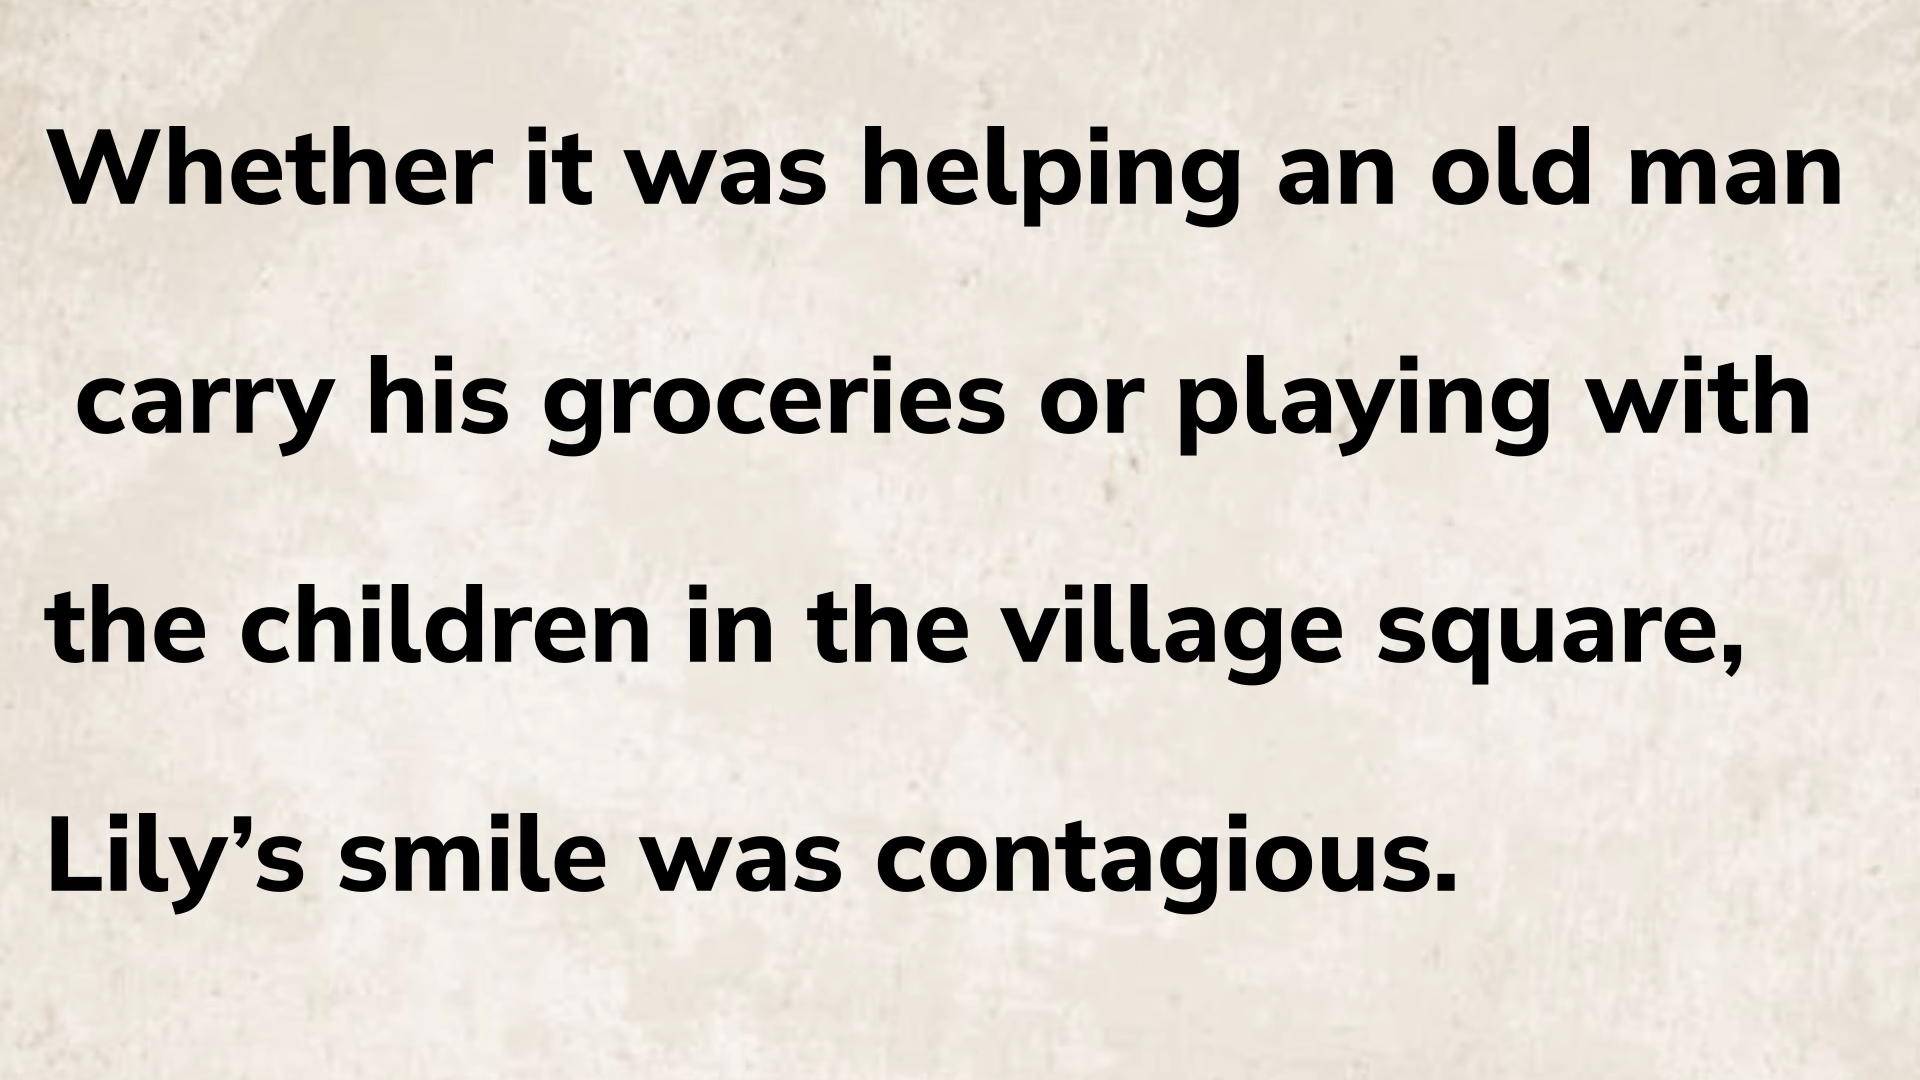 Whether it was helping an old man
carry his groceries or playing with
the children in the village square,
Lily’s smile was contagious.